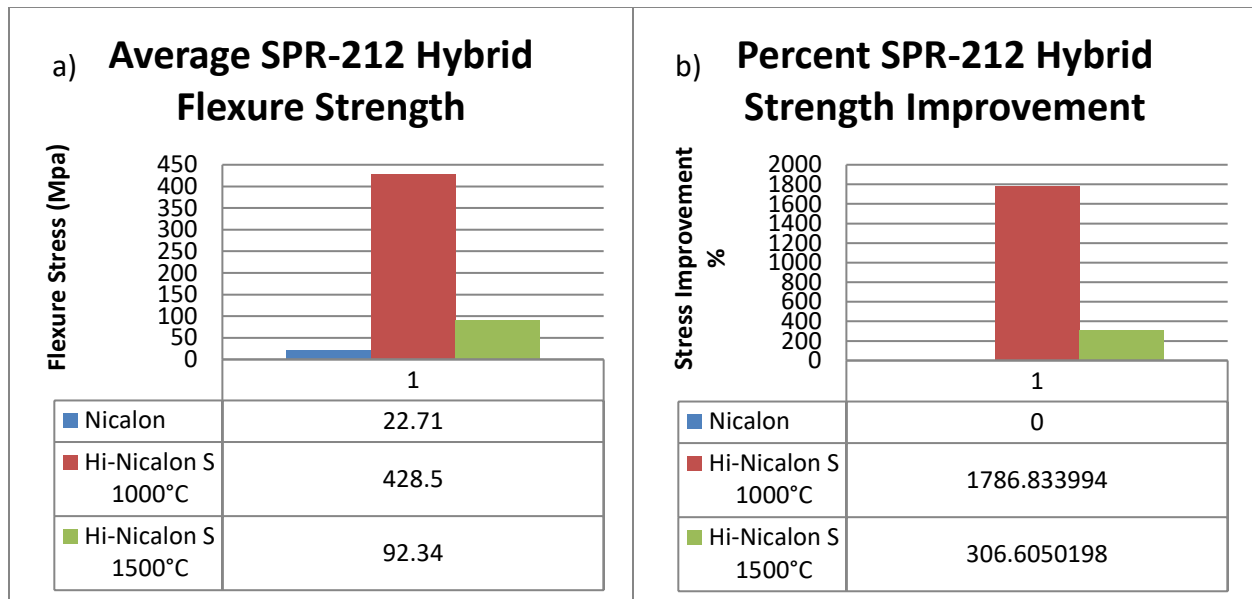 a)
Average SPR-212 Hybrid
Flexure Strength
Flexure Stress (Mpa)
450
400
350
300
250
200
150
100
50
0
1
Nicalon
22.71
Hi-Nicalon S
1000°C
428.5
Hi-Nicalon S
1500°C
92.34
b)
Percent SPR-212 Hybrid
Strength Improvement
Stress Improvement
%
2000
1800
1600
1400
1200
1000
800
600
400
200
0
1
Nicalon
0
Hi-Nicalon S
1000°C
1786.833994
Hi-Nicalon S
1500°C
306.6050198